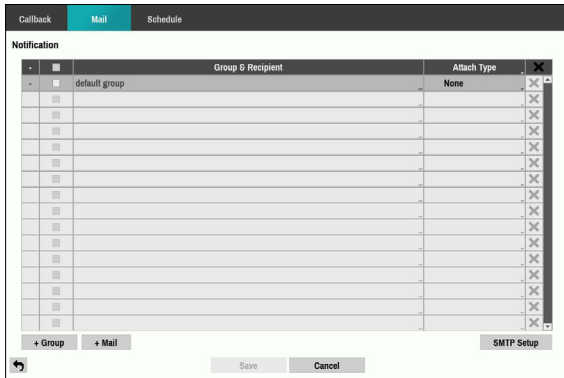 Callback Mail Schedule
Notification
- Group & Recipient Attach Type
- default group ... None
+ Group + Mail SMTP Setup
Save Cancel